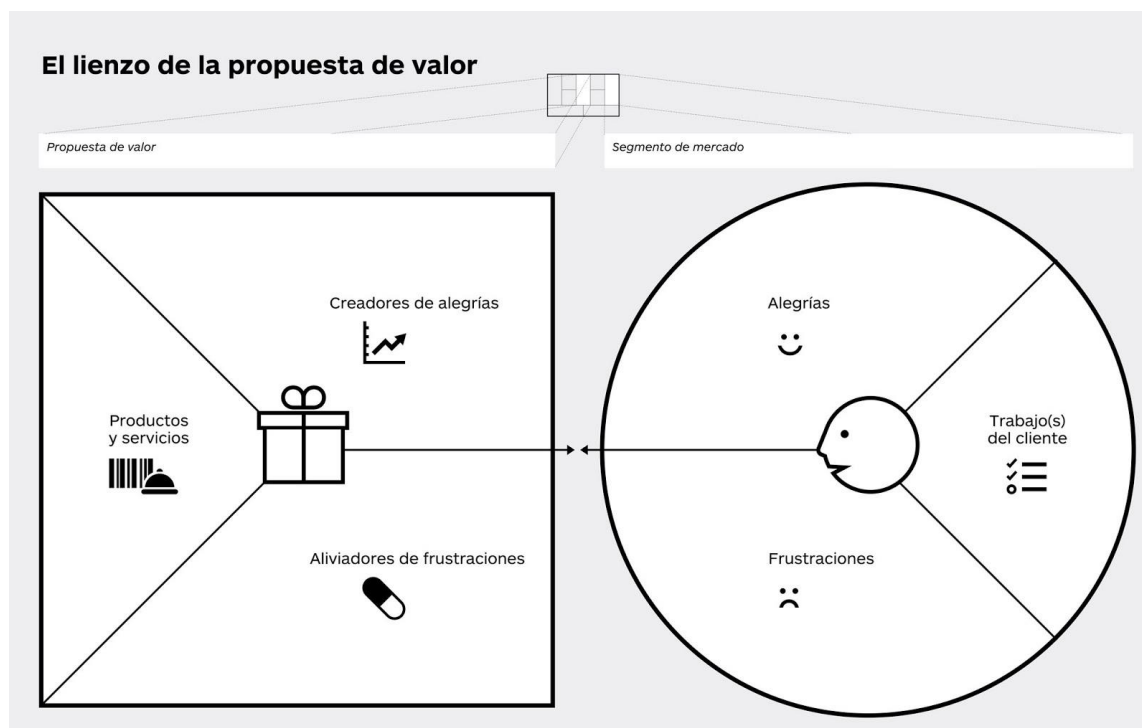 El lienzo de la propuesta de valor
Propuesta de valor
Segmento de mercado
Creadores de alegrías
Alegrías
Productos
y servicios
Trabajo(s)
del cliente
Aliviadores de frustraciones
Frustraciones